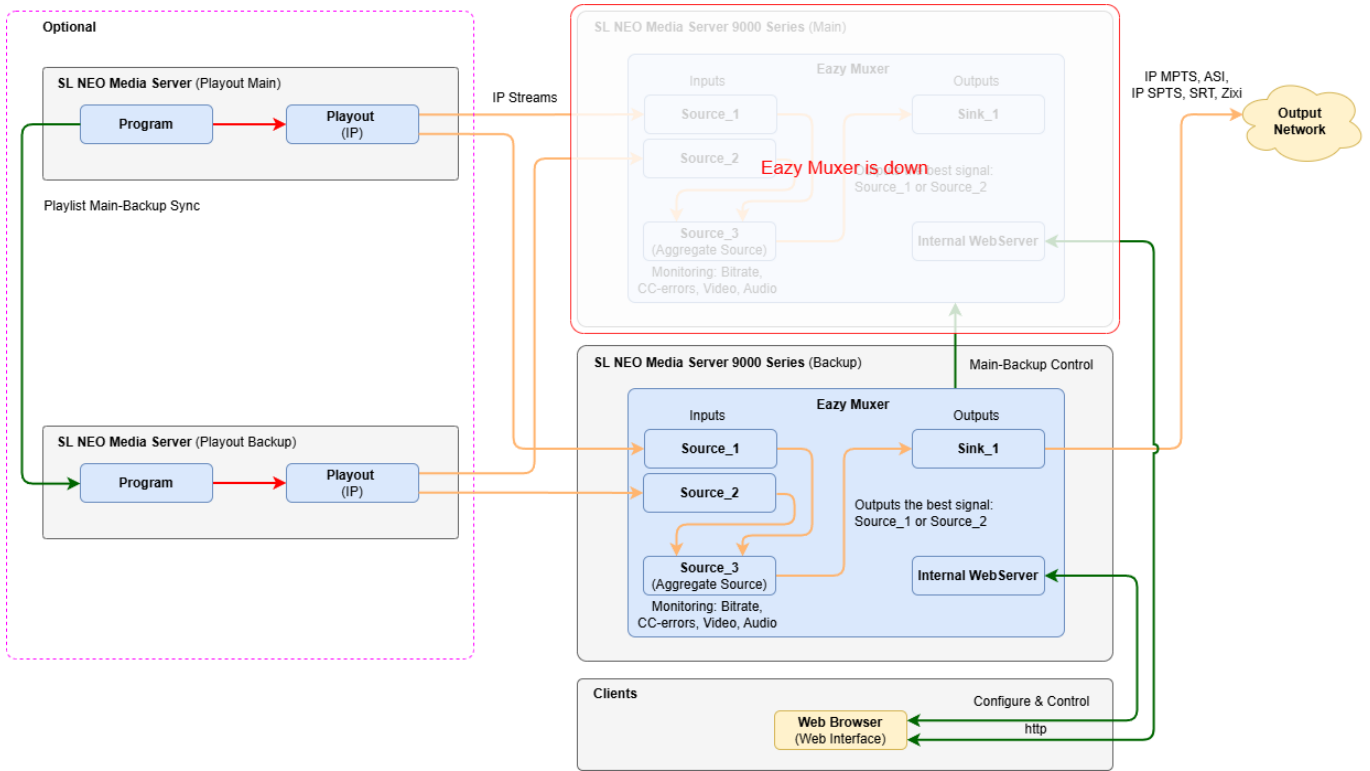 Optional
SL NEO Media Server (Playout Main)
Program
Playout
(IP)
Playlist Main-Backup Sync
SL NEO Media Server (Playout Backup)
Program
Playout
(IP)
IP Streams
SL NEO Media Server 9000 Series (Main)
Eazy Muxer
Inputs
Outputs
Source_1
Sink_1
Source_2
Eazy Muxer is down
Outputs the best signal:
Source_1 or Source_2
Source_3
(Aggregate Source)
Internal WebServer
Monitoring: Bitrate,
CC-errors, Video, Audio
SL NEO Media Server 9000 Series (Backup)
Main-Backup Control
Eazy Muxer
Inputs
Outputs
Source_1
Sink_1
Source_2
Outputs the best signal:
Source_1 or Source_2
Source_3
(Aggregate Source)
Internal WebServer
Monitoring: Bitrate,
CC-errors, Video, Audio
Clients
Configure & Control
Web Browser
(Web Interface)
http
IP MPTS, ASI,
IP SPTS, SRT, Zixi
Output
Network